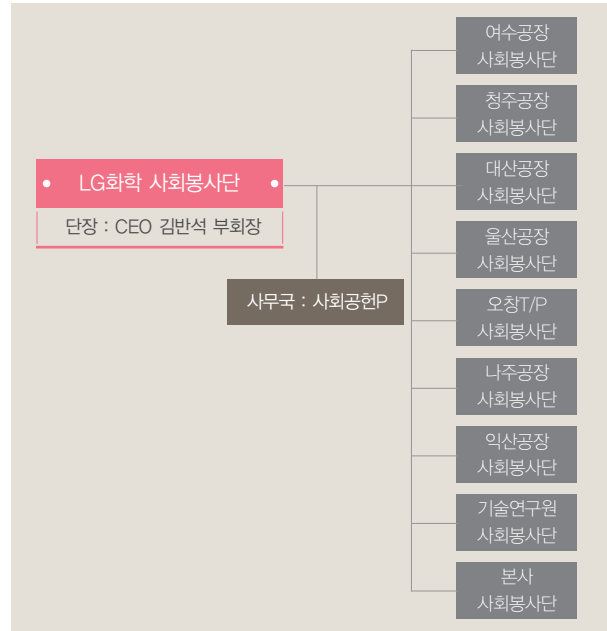 LG화학 사회봉사단
단장 : CEO 김반석 부회장
사무국 : 사회공헌P
여수공장
사회봉사단
청주공장
사회봉사단
대산공장
사회봉사단
울산공장
사회봉사단
오창T/P
사회봉사단
나주공장
사회봉사단
익산공장
사회봉사단
기술연구원
사회봉사단
본사
사회봉사단